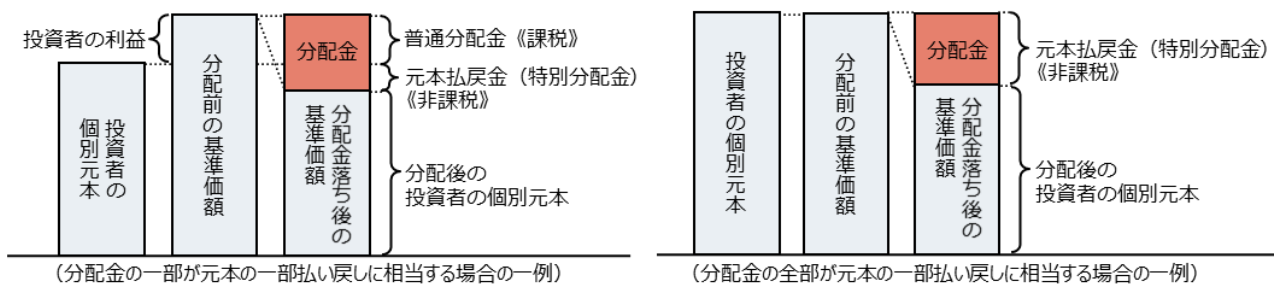 投資者の利益
投資者の
個別元本
分配前の基準価額
分配金
分配金落ち後の
基準価額
普通分配金《課税》
元本払戻金（特別分配金）
《非課税》
分配後の
投資者の個別元本
（分配金の一部が元本の一部払い戻しに相当する場合の一例）
投資者の個別元本
分配前の基準価額
分配金
分配金落ち後の
基準価額
元本払戻金（特別分配金）
《非課税》
分配後の
投資者の個別元本
（分配金の全部が元本の一部払い戻しに相当する場合の一例）